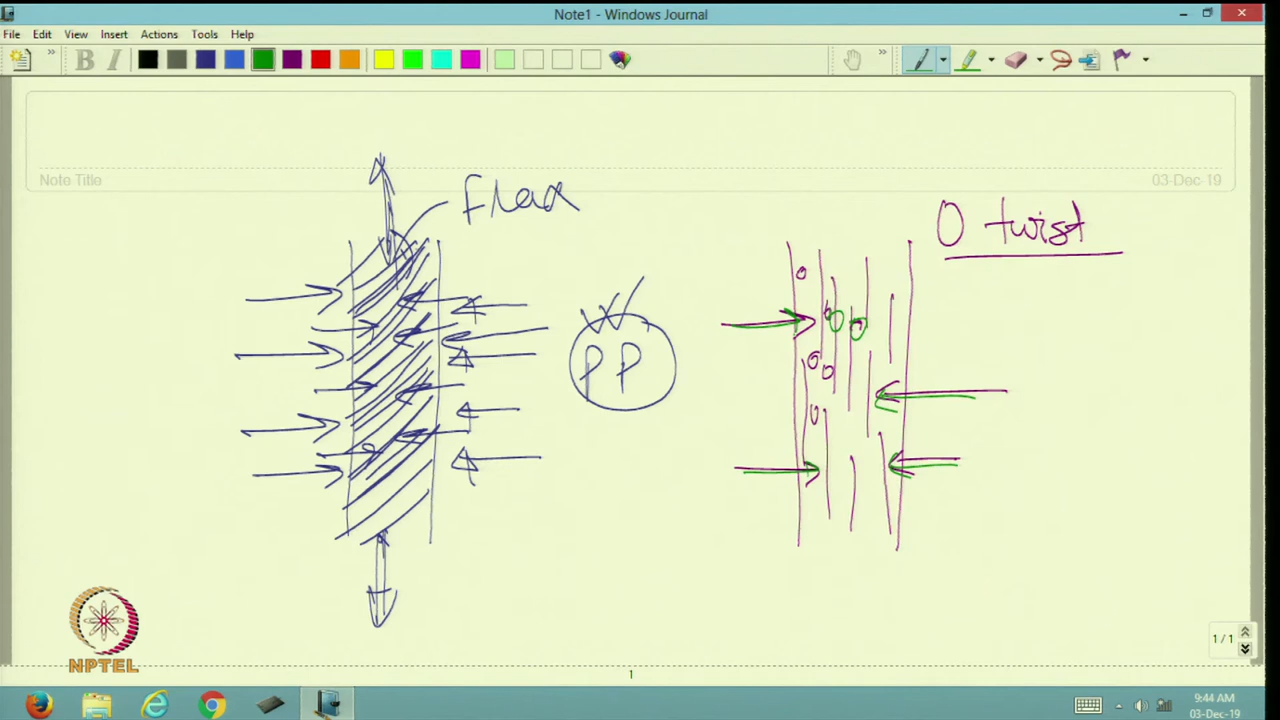 Note1 - Windows Journal
File Edit View Insert Actions Tools Help
B I
Note Title
03-Dec-19
Flax
0 twist
PP
NPTEL
1 / 1
1
9:44 AM
03-Dec-19